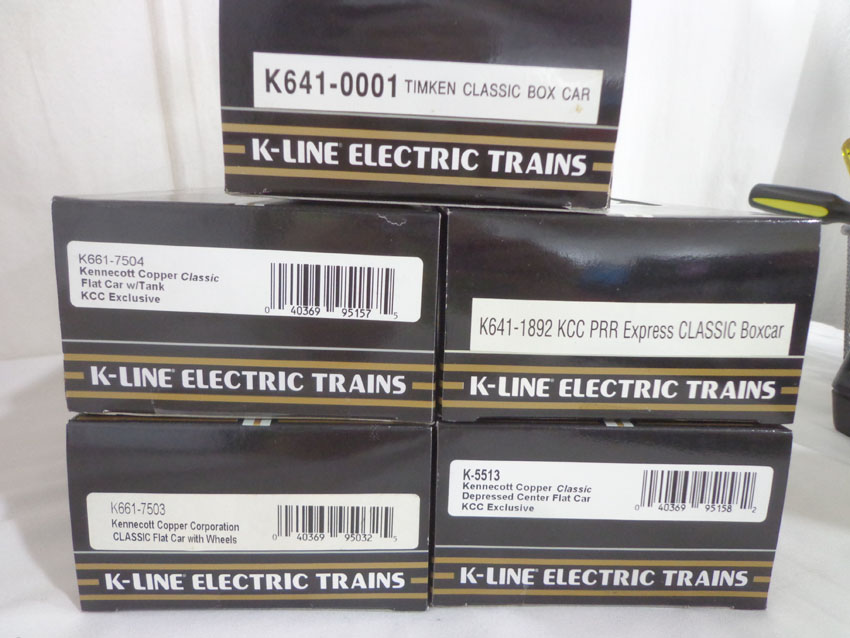 K641-0001 TIMKEN CLASSIC BOX CAR
K-LINE ELECTRIC TRAINS
K661-7504
Kennecott Copper Classic
Flat Car w/Tank
KCC Exclusive
0 40369 95157 5
K-LINE® ELECTRIC TRAINS
K641-1892 KCC PRR Express CLASSIC Boxcar
K-LINE® ELECTRIC TRAINS
K661-7503
Kennecott Copper Corporation
CLASSIC Flat Car with Wheels
0 40369 95032 5
K-LINE® ELECTRIC TRAINS
K-5513
Kennecott Copper Classic
Depressed Center Flat Car
KCC Exclusive
0 40369 95158 2
K-LINE® ELECTRIC TRAINS